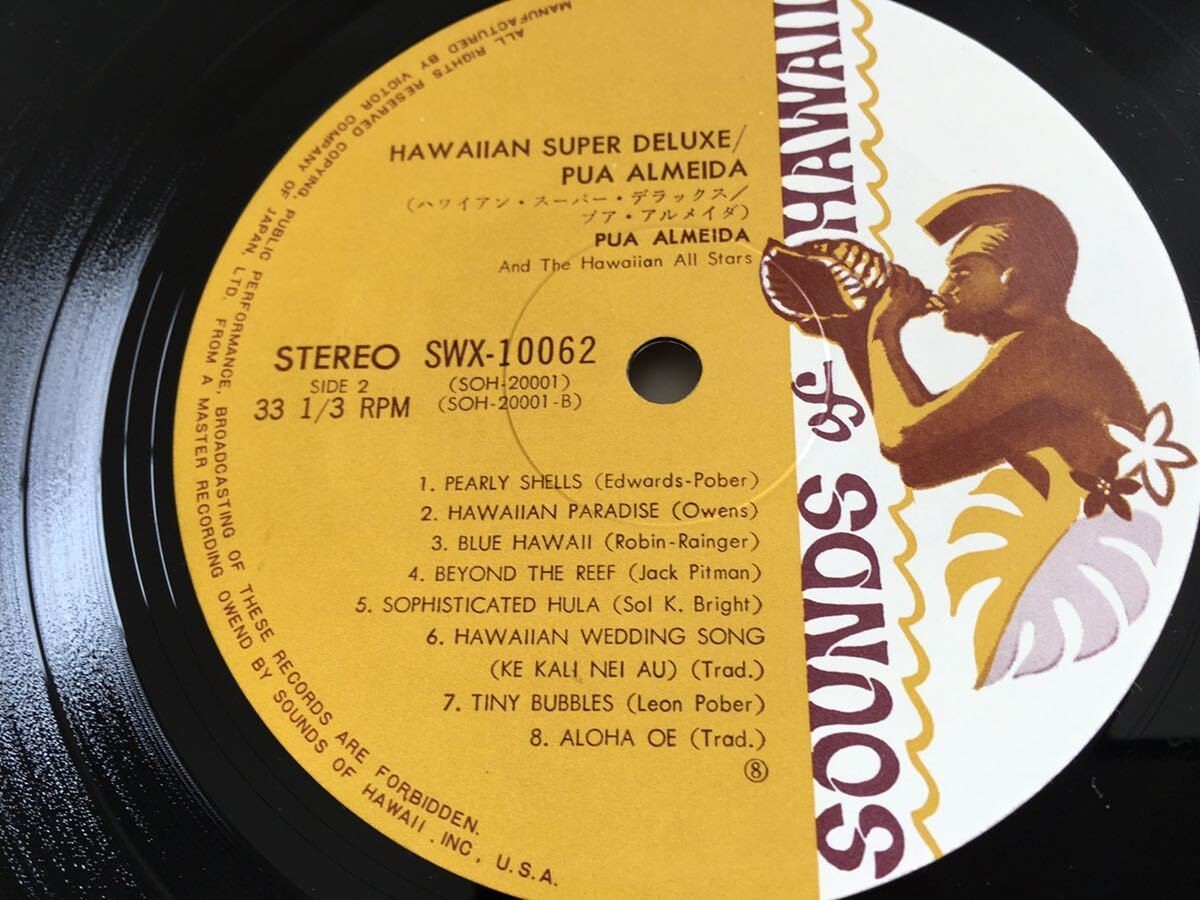 HAWAIIAN SUPER DELUXE/
PUA ALMEIDA
(ハワイアン・スーパー・デラックス/
プア・アルメイダ)
PUA ALMEIDA
And The Hawaiian All Stars
STEREO SWX-10062
SIDE 2 (SOH-20001)
33 1/3 RPM (SOH-20001-B)
1. PEARLY SHELLS (Edwards-Pober)
2. HAWAIIAN PARADISE (Owens)
3. BLUE HAWAII (Robin-Rainger)
4. BEYOND THE REEF (Jack Pitman)
5. SOPHISTICATED HULA (Sol K. Bright)
6. HAWAIIAN WEDDING SONG
(KE KALI NEI AU) (Trad.)
7. TINY BUBBLES (Leon Pober)
8. ALOHA OE (Trad.)
⑧
SOUNDS of HAWAII
ALL RIGHTS RESERVED COPYING, PUBLIC PERFORMANCE, BROADCASTING OF THESE RECORDS ARE FORBIDDEN.
MANUFACTURED BY VICTOR COMPANY OF JAPAN, LTD. FROM A MASTER RECORDING OWEND BY SOUNDS OF HAWAII . INC, U.S.A.